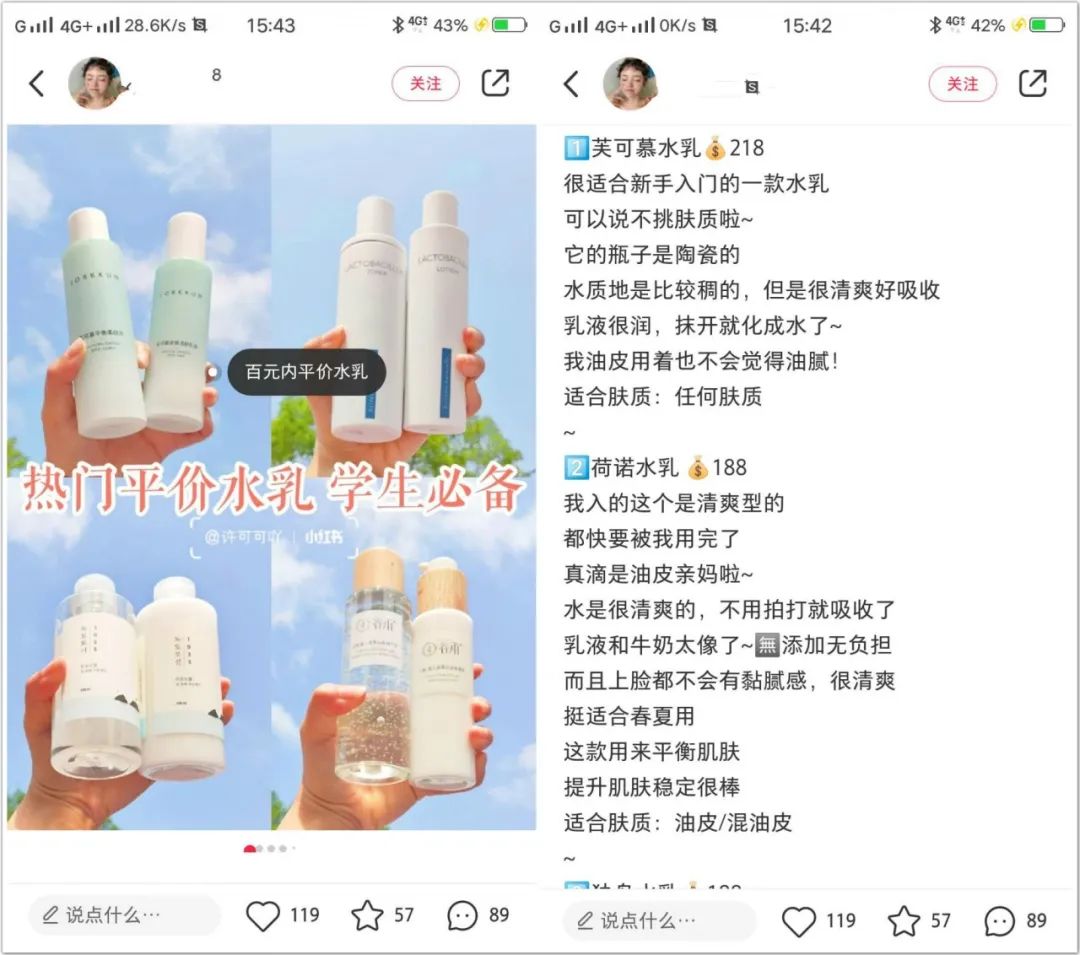 G 4G+ 28.6K/s
15:43
4G+ 43%
8
关注
LACTOBACILLUS
TONER
LACTOBACILLUS
LOTION
百元内平价水乳
热门平价水乳 学生必备
@许可可吖 | 小红书
说点什么…
119
57
89
G 4G+ 0K/s
15:42
4G+ 42%
关注
1️⃣芙可慕水乳💰218
很适合新手入门的一款水乳
可以说不挑肤质啦~
它的瓶子是陶瓷的
水质地是比较稠的，但是很清爽好吸收
乳液很润，抹开就化成水了~
我油皮用着也不会觉得油腻！
适合肤质：任何肤质
~
2️⃣荷诺水乳💰188
我入的这个是清爽型的
都快要被我用完了
真滴是油皮亲妈啦~
水是很清爽的，不用拍打就吸收了
乳液和牛奶太像了~🈚添加无负担
而且上脸都不会有黏腻感，很清爽
挺适合春夏用
这款用来平衡肌肤
提升肌肤稳定很棒
适合肤质：油皮/混油皮
~
说点什么…
119
57
89